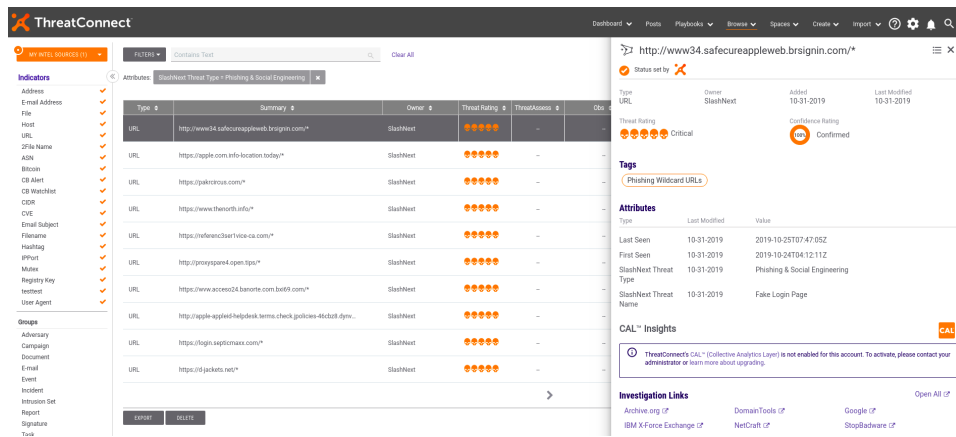 ThreatConnect
Dashboard Posts Playbooks Browse Spaces Create Import
MY INTEL SOURCES (1)
Indicators
Address
E-mail Address
File
Host
URL
2File Name
ASN
Bitcoin
CB Alert
CB Watchlist
CIDR
CVE
Email Subject
Filename
Hashtag
IPPort
Mutex
Registry Key
testtest
User Agent
Groups
Adversary
Campaign
Document
E-mail
Event
Incident
Intrusion Set
Report
Signature
Task
FILTERS Contains Text Clear All
Attributes: SlashNext Threat Type = Phishing & Social Engineering
Type Summary Owner Threat Rating ThreatAssess Obs
URL http://www34.safecureappleweb.brsignin.com/* SlashNext -- --
URL https://apple.com.info-location.today/* SlashNext -- --
URL https://pakrcircus.com/* SlashNext -- --
URL https://www.thenorth.info/* SlashNext -- --
URL https://referenc3ser1vice-ca.com/* SlashNext -- --
URL http://proxyspare4.open.tips/* SlashNext -- --
URL https://wvw.acceso24.banorte.com.bxi69.com/* SlashNext -- --
URL http://apple-appleid-helpdesk.terms.check.jpolicies-46cbz8.dynv... SlashNext -- --
URL https://login.septicmaxx.com/* SlashNext -- --
URL https://d-jackets.net/* SlashNext -- --
EXPORT DELETE
http://www34.safecureappleweb.brsignin.com/*
Status set by
Type Owner Added Last Modified
URL SlashNext 10-31-2019 10-31-2019
Threat Rating Confidence Rating
Critical 100% Confirmed
Tags
Phishing Wildcard URLs
Attributes
Type Last Modified Value
Last Seen 10-31-2019 2019-10-25T07:47:05Z
First Seen 10-31-2019 2019-10-24T04:12:11Z
SlashNext Threat Type 10-31-2019 Phishing & Social Engineering
SlashNext Threat Name 10-31-2019 Fake Login Page
CAL™ Insights CAL
ThreatConnect's CAL™ (Collective Analytics Layer) is not enabled for this account. To activate, please contact your
administrator or learn more about upgrading.
Investigation Links Open All
Archive.org DomainTools Google
IBM X-Force Exchange NetCraft StopBadware